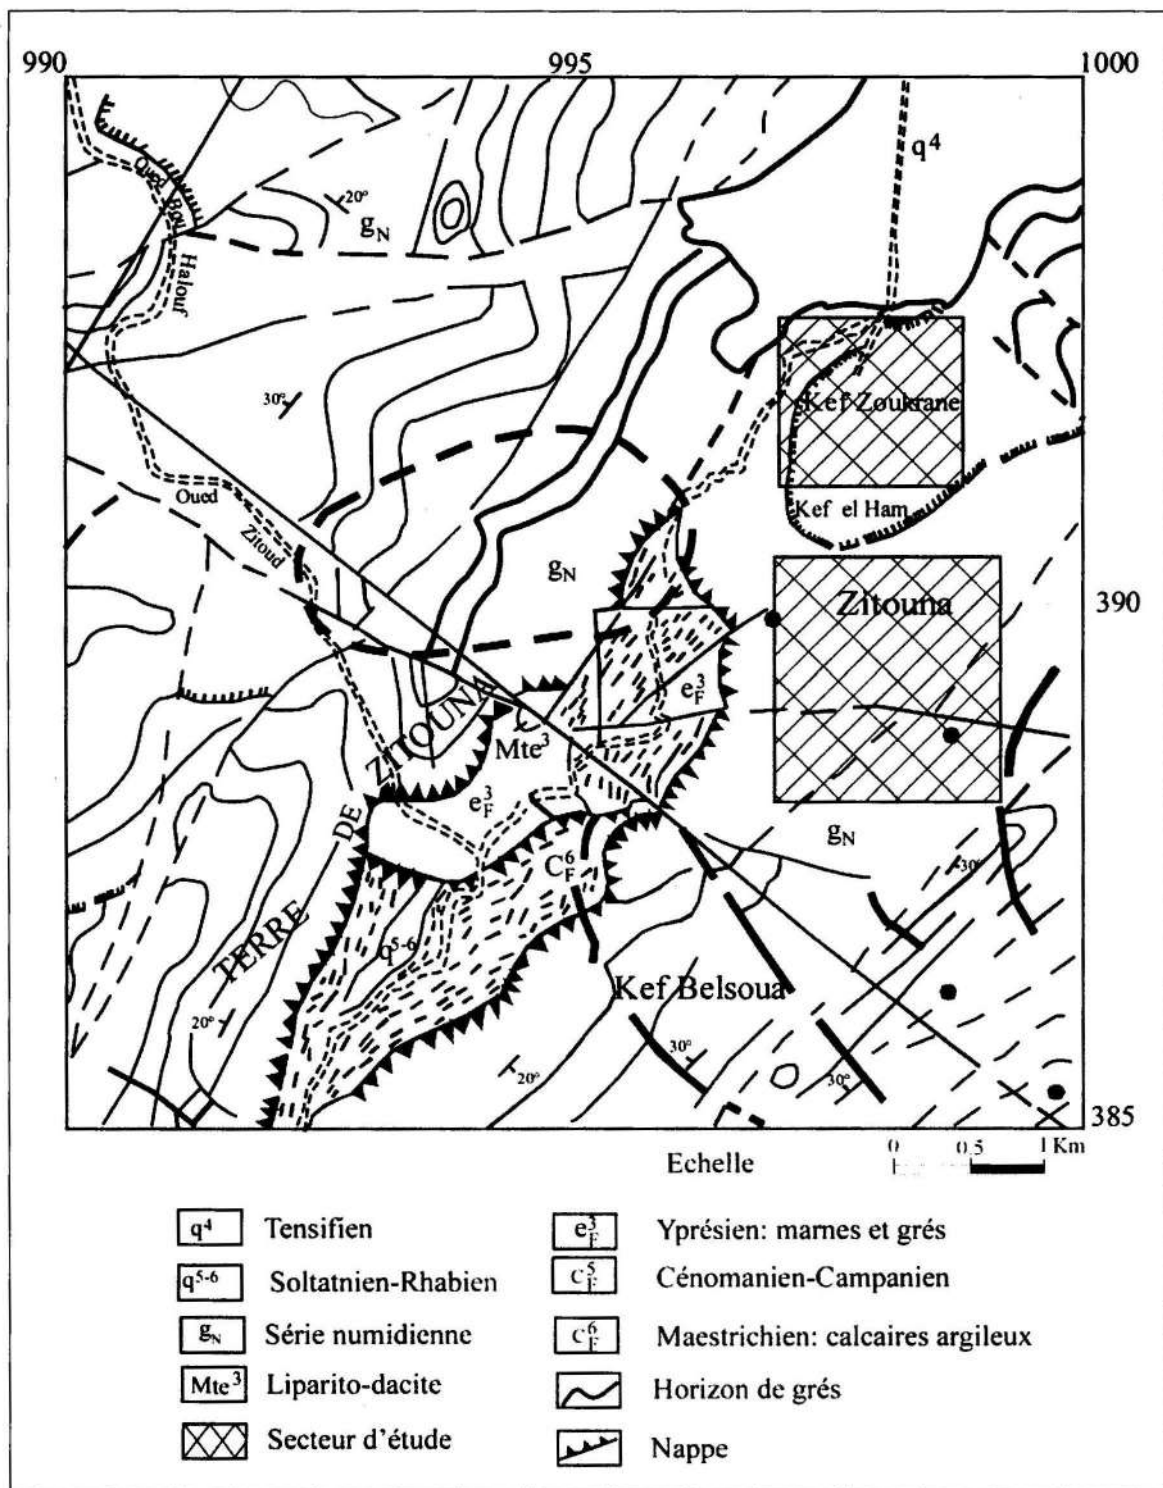 990 995 1000
q⁴
Oued Bou Halouf
20°
gN
30°
Kef Zoukrane
Oued Zitoud
Kef el Ham
gN
Zitouna
390
e³F
TERRE DE ZITOUNA
Mte³
e³F
gN
C⁶F
30°
q⁵⁻⁶
Kef Belsoua
20°
30°
20°
30°
385
Echelle
0 0.5 1 Km
q⁴ Tensifien
q⁵⁻⁶ Soltatnien-Rhabien
gN Série numidienne
Mte³ Liparito-dacite
Secteur d'étude
e³F Yprésien: marnes et grés
C⁵F Cénomanien-Campanien
C⁶F Maestrichien: calcaires argileux
Horizon de grés
Nappe